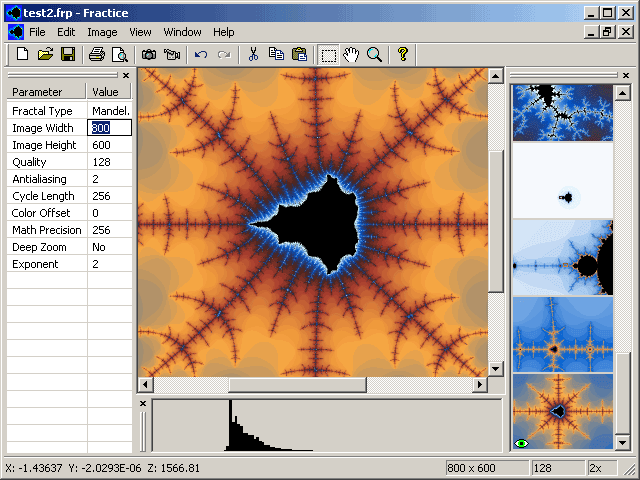 test2.frp - Fractice
File Edit Image View Window Help
Parameter Value
Fractal Type Mandel.
Image Width 800
Image Height 600
Quality 128
Antialiasing 2
Cycle Length 256
Color Offset 0
Math Precision 256
Deep Zoom No
Exponent 2
X: -1.43637 Y: -2.0293E-06 Z: 1566.81
800 x 600
128
2x